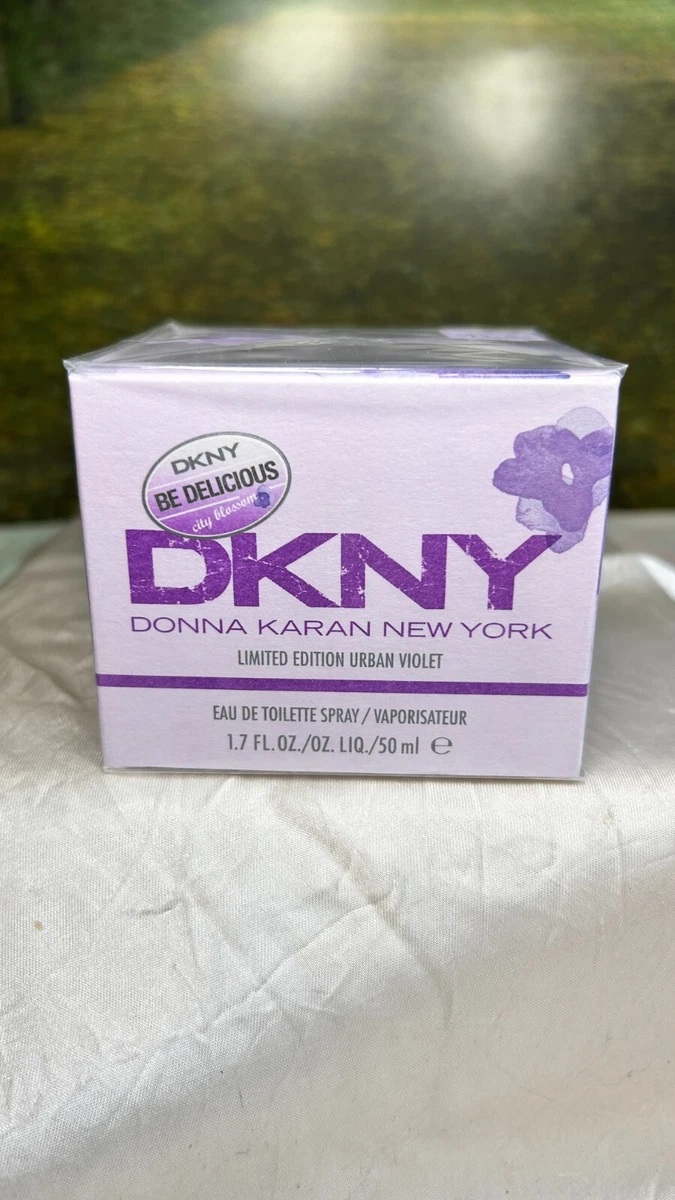 DKNY
BE DELICIOUS
city blossom
DKNY
DONNA KARAN NEW YORK
LIMITED EDITION URBAN VIOLET
EAU DE TOILETTE SPRAY / VAPORISATEUR
1.7 FL.OZ./OZ. LIQ./50 ml ℮